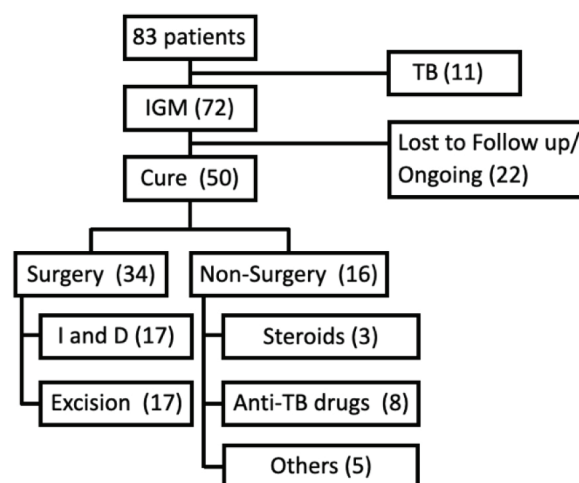 83 patients
TB (11)
IGM (72)
Lost to Follow up/
Ongoing (22)
Cure (50)
Surgery (34)
Non-Surgery (16)
I and D (17)
Steroids (3)
Excision (17)
Anti-TB drugs (8)
Others (5)